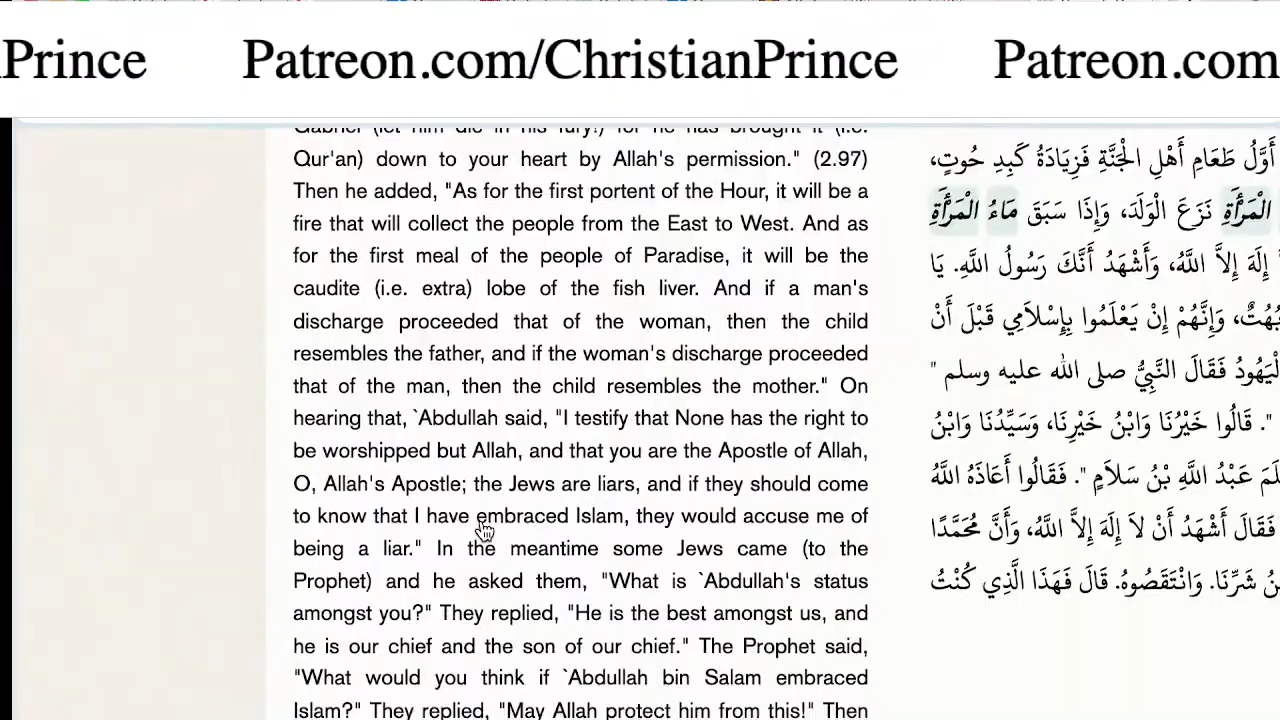 Prince Patreon.com/ChristianPrince Patreon.com
Gabriel (let him die in his fury!) for he has brought it (i.e.
Qur'an) down to your heart by Allah's permission." (2.97)
Then he added, "As for the first portent of the Hour, it will be a
fire that will collect the people from the East to West. And as
for the first meal of the people of Paradise, it will be the
caudite (i.e. extra) lobe of the fish liver. And if a man's
discharge proceeded that of the woman, then the child
resembles the father, and if the woman's discharge proceeded
that of the man, then the child resembles the mother." On
hearing that, `Abdullah said, "I testify that None has the right to
be worshipped but Allah, and that you are the Apostle of Allah,
O, Allah's Apostle; the Jews are liars, and if they should come
to know that I have embraced Islam, they would accuse me of
being a liar." In the meantime some Jews came (to the
Prophet) and he asked them, "What is `Abdullah's status
amongst you?" They replied, "He is the best amongst us, and
he is our chief and the son of our chief." The Prophet said,
"What would you think if `Abdullah bin Salam embraced
Islam?" They replied, "May Allah protect him from this!" Then
أَوَّلُ طَعَامِ أَهْلِ الْجَنَّةِ فَزِيَادَةُ كَبِدِ حُوتٍ،
الْمَرْأَةِ نَزَعَ الْوَلَدَ، وَإِذَا سَبَقَ مَاءُ الْمَرْأَةِ
إِلَهَ إِلاَّ اللَّهُ، وَأَشْهَدُ أَنَّكَ رَسُولُ اللَّهِ. يَا
بُهُتٌ، وَإِنَّهُمْ إِنْ يَعْلَمُوا بِإِسْلاَمِي قَبْلَ أَنْ
فَقَالَ النَّبِيُّ صلى الله عليه وسلم "
". قَالُوا خَيْرُنَا وَابْنُ خَيْرِنَا، وَسَيِّدُنَا وَابْنُ
عَبْدُ اللَّهِ بْنُ سَلاَمٍ ". فَقَالُوا أَعَاذَهُ اللَّهُ
فَقَالَ أَشْهَدُ أَنْ لاَ إِلَهَ إِلاَّ اللَّهُ، وَأَنَّ مُحَمَّدًا
شَرِّنَا. وَانْتَقَصُوهُ. قَالَ فَهَذَا الَّذِي كُنْتُ